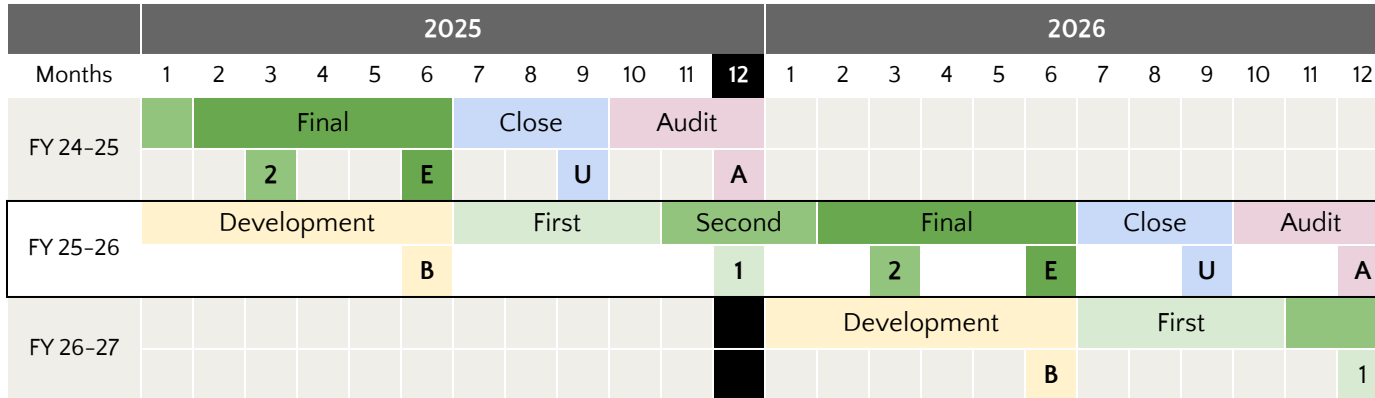 2025 2026
Months 1 2 3 4 5 6 7 8 9 10 11 12 1 2 3 4 5 6 7 8 9 10 11 12
FY 24–25 Final Close Audit
2 E U A
FY 25–26 Development First Second Final Close Audit
B 1 2 E U A
FY 26–27 Development First
B 1